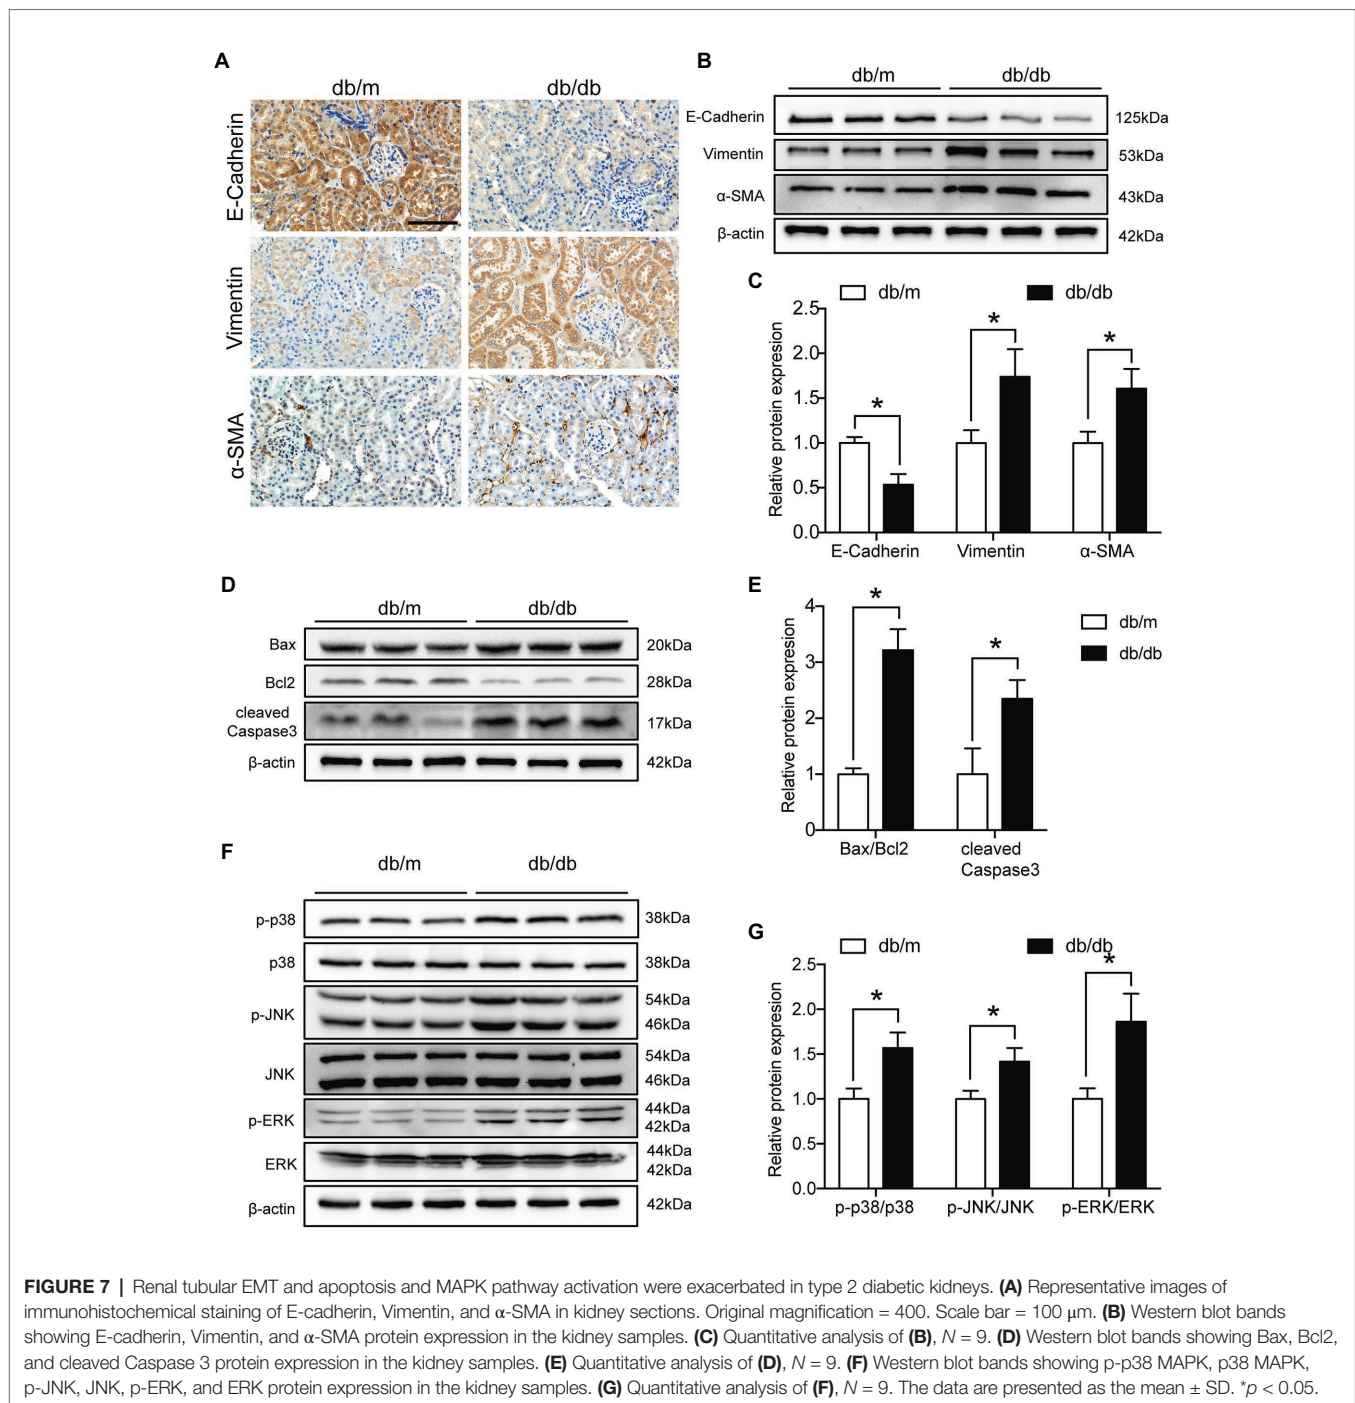 A
db/m
db/db
E-Cadherin
Vimentin
α-SMA
B
db/m
db/db
E-Cadherin
125kDa
Vimentin
53kDa
α-SMA
43kDa
β-actin
42kDa
C
db/m
db/db
Relative protein expression
2.5
2.0
1.5
1.0
0.5
0.0
*
*
*
E-Cadherin
Vimentin
α-SMA
D
db/m
db/db
Bax
20kDa
Bcl2
28kDa
cleaved
Caspase3
17kDa
β-actin
42kDa
E
Relative protein expression
4
3
2
1
0
*
*
db/m
db/db
Bax/Bcl2
cleaved
Caspase3
F
db/m
db/db
p-p38
38kDa
p38
38kDa
p-JNK
54kDa
46kDa
JNK
54kDa
46kDa
p-ERK
44kDa
42kDa
ERK
44kDa
42kDa
β-actin
42kDa
G
db/m
db/db
Relative protein expression
2.5
2.0
1.5
1.0
0.5
0.0
*
*
*
p-p38/p38
p-JNK/JNK
p-ERK/ERK
FIGURE 7 | Renal tubular EMT and apoptosis and MAPK pathway activation were exacerbated in type 2 diabetic kidneys. (A) Representative images of
immunohistochemical staining of E-cadherin, Vimentin, and α-SMA in kidney sections. Original magnification = 400. Scale bar = 100 μm. (B) Western blot bands
showing E-cadherin, Vimentin, and α-SMA protein expression in the kidney samples. (C) Quantitative analysis of (B), N = 9. (D) Western blot bands showing Bax, Bcl2,
and cleaved Caspase 3 protein expression in the kidney samples. (E) Quantitative analysis of (D), N = 9. (F) Western blot bands showing p-p38 MAPK, p38 MAPK,
p-JNK, JNK, p-ERK, and ERK protein expression in the kidney samples. (G) Quantitative analysis of (F), N = 9. The data are presented as the mean ± SD. *p < 0.05.